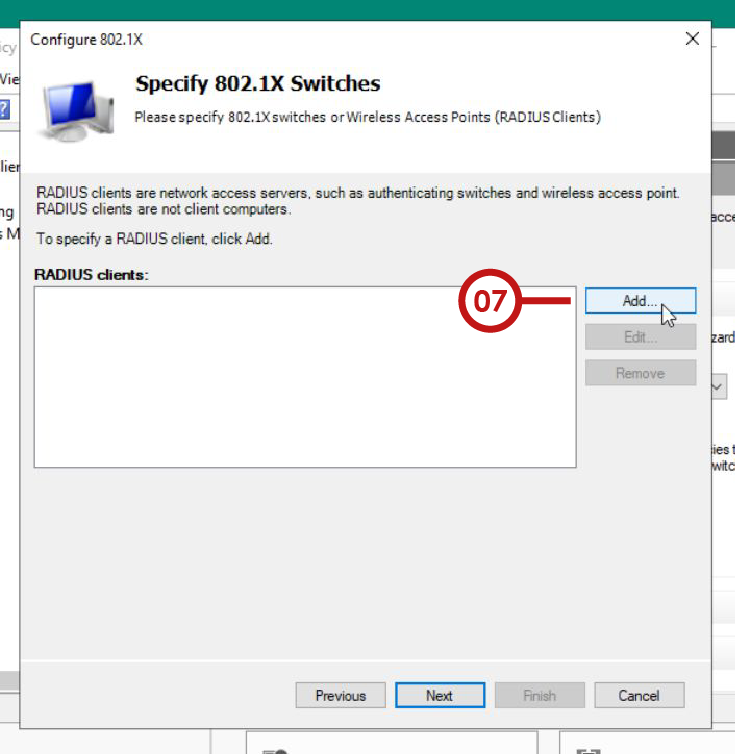 Configure 802.1X
Specify 802.1X Switches
Please specify 802.1X switches or Wireless Access Points (RADIUS Clients)
RADIUS clients are network access servers, such as authenticating switches and wireless access point.
RADIUS clients are not client computers.
To specify a RADIUS client, click Add.
RADIUS clients:
07
Add...
Edit...
Remove
Previous
Next
Finish
Cancel